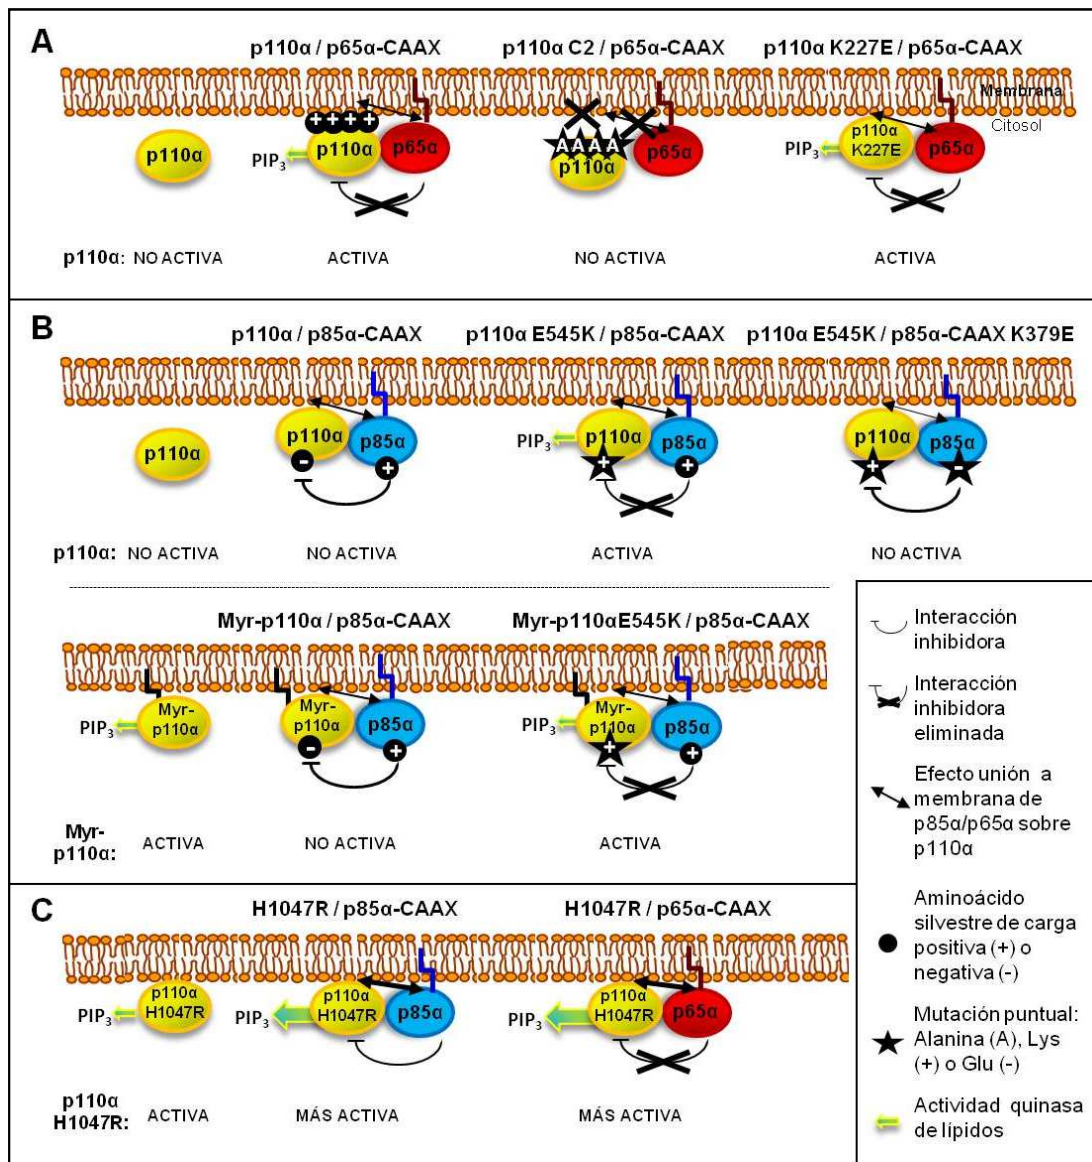 A
p110α / p65α-CAAX
p110α C2 / p65α-CAAX
p110α K227E / p65α-CAAX
Membrana
Citosol
p110α
PIP3
++++
p110α
p65α
AAAA
p110α
p65α
PIP3
p110α
K227E
p65α
p110α: NO ACTIVA
ACTIVA
NO ACTIVA
ACTIVA
B
p110α / p85α-CAAX
p110α E545K / p85α-CAAX
p110α E545K / p85α-CAAX K379E
p110α
p110α
p85α
-
+
PIP3
p110α
p85α
+
+
p110α
p85α
+
-
p110α: NO ACTIVA
NO ACTIVA
ACTIVA
NO ACTIVA
Myr-p110α / p85α-CAAX
Myr-p110αE545K / p85α-CAAX
PIP3
Myr-
p110α
Myr-
p110α
p85α
-
+
PIP3
Myr-
p110α
p85α
+
+
Myr-
p110α:
ACTIVA
NO ACTIVA
ACTIVA
C
H1047R / p85α-CAAX
H1047R / p65α-CAAX
PIP3
p110α
H1047R
PIP3
p110α
H1047R
p85α
PIP3
p110α
H1047R
p65α
p110α
H1047R:
ACTIVA
MÁS ACTIVA
MÁS ACTIVA
Interacción
inhibidora
Interacción
inhibidora
eliminada
Efecto unión a
membrana de
p85α/p65α sobre
p110α
Aminoácido
silvestre de carga
positiva (+) o
negativa (-)
Mutación puntual:
Alanina (A), Lys
(+) o Glu (-)
Actividad quinasa
de lípidos